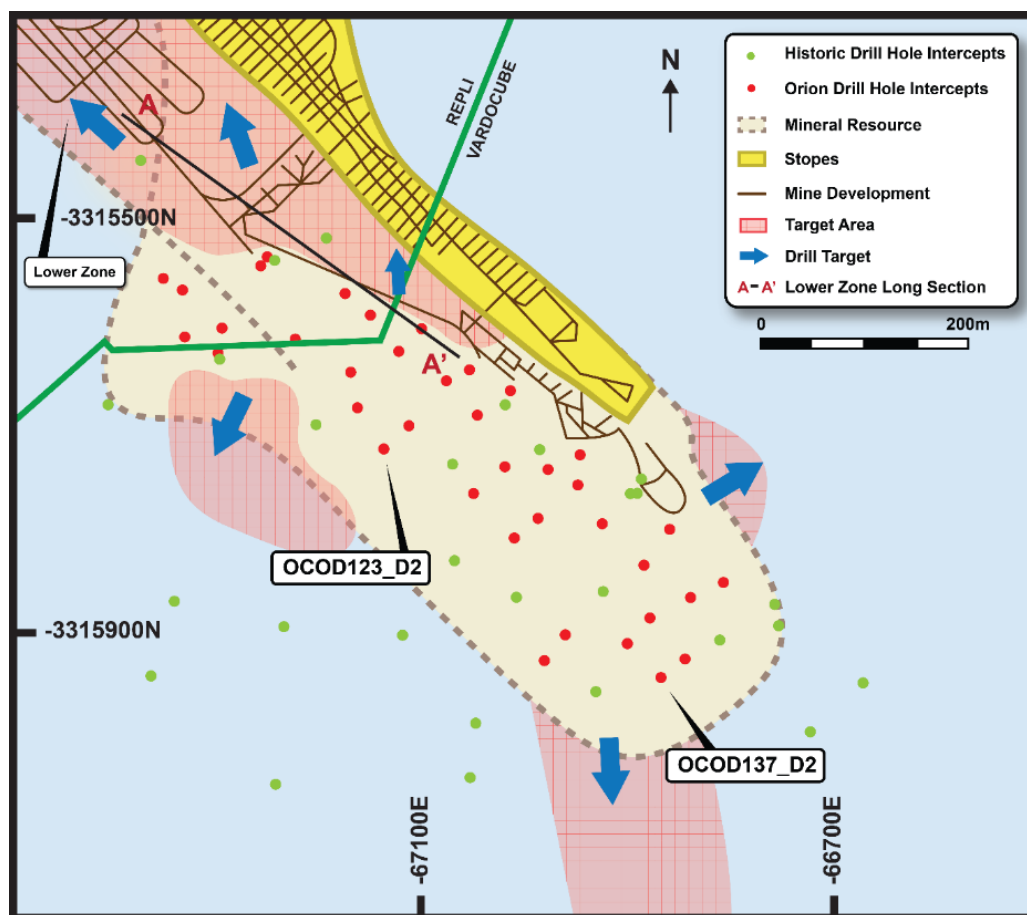 N
REPLI
VARDOCUBE
Historic Drill Hole Intercepts
Orion Drill Hole Intercepts
Mineral Resource
Stopes
Mine Development
Target Area
Drill Target
A-A' Lower Zone Long Section
0 200m
A
-3315500N
Lower Zone
A'
OCOD123_D2
-3315900N
OCOD137_D2
-67100E
-66700E